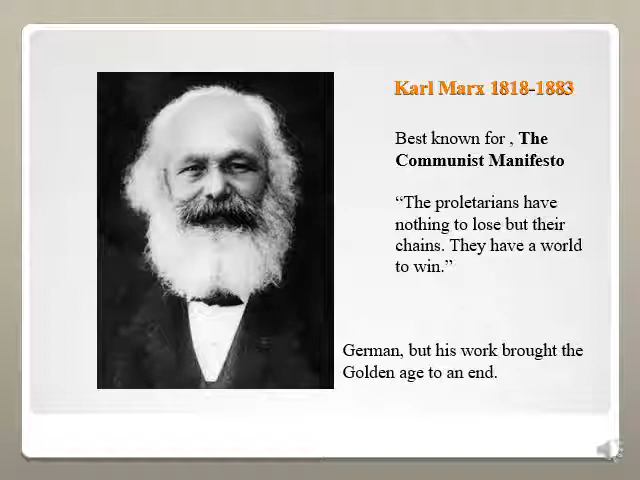 Karl Marx 1818-1883
Best known for , The
Communist Manifesto
“The proletarians have
nothing to lose but their
chains. They have a world
to win.”
German, but his work brought the
Golden age to an end.